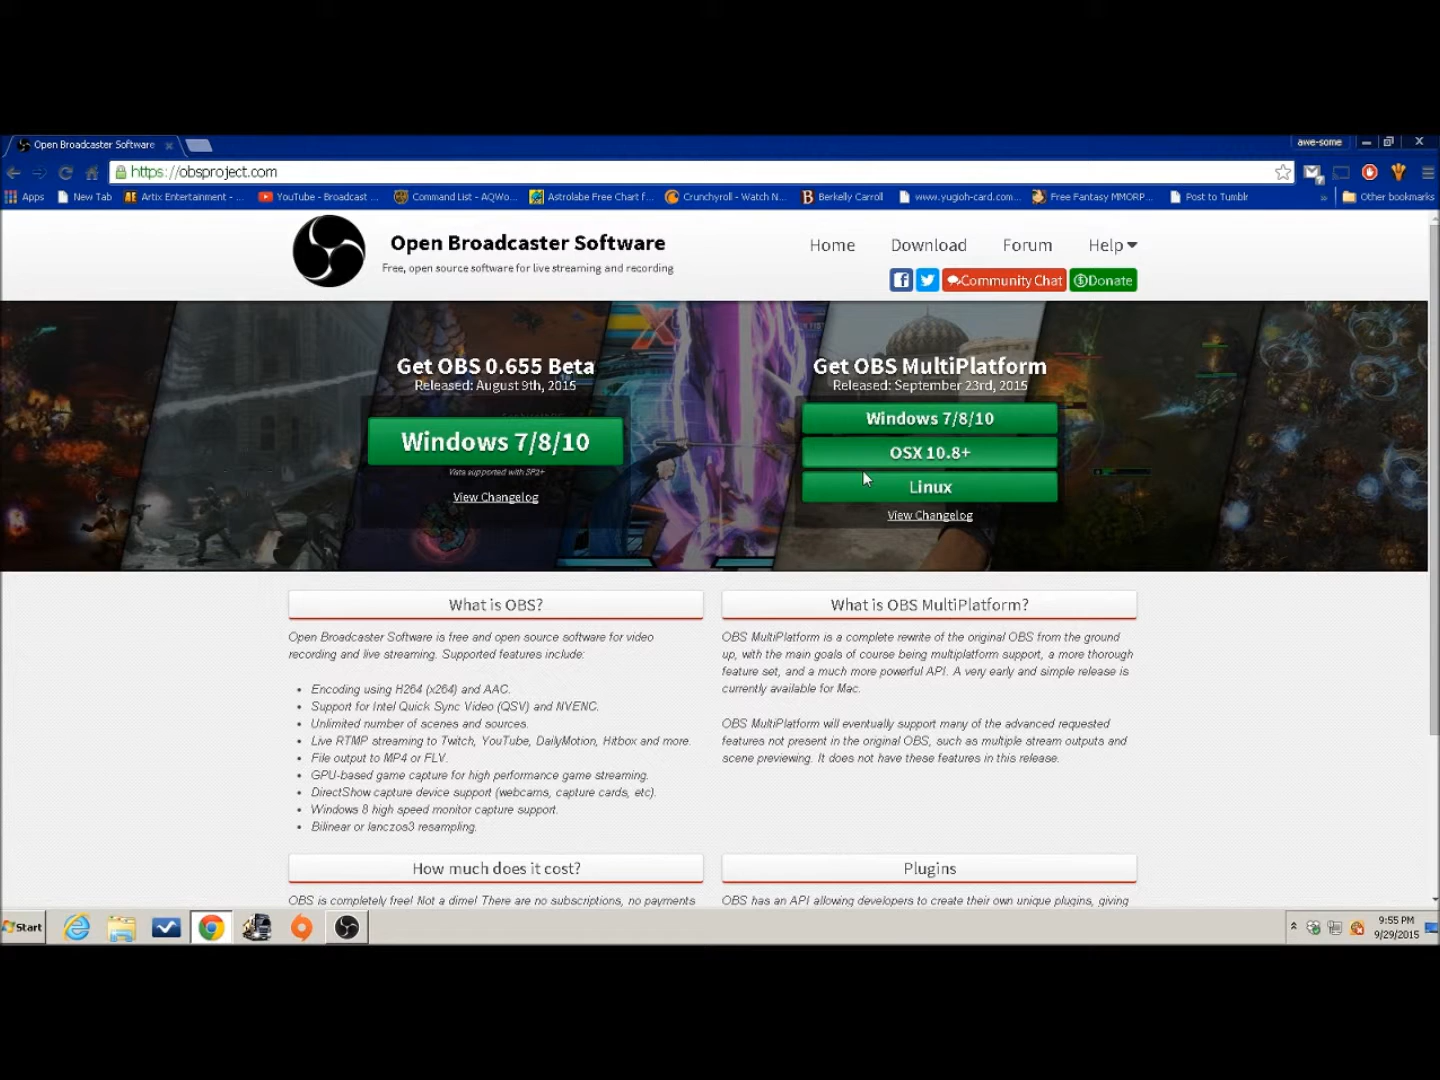 Open Broadcaster Software
awe-some
https://obsproject.com
Apps
New Tab
Artix Entertainment - ...
YouTube - Broadcast ...
Command List - AQWo...
Astrolabe Free Chart f...
Crunchyroll - Watch N...
Berkelly Carroll
www.yugioh-card.com...
Free Fantasy MMORP...
Post to Tumblr
Other bookmarks
Open Broadcaster Software
Free, open source software for live streaming and recording
Home
Download
Forum
Help
Community Chat
Donate
Get OBS 0.655 Beta
Released: August 9th, 2015
Windows 7/8/10
Vista supported with SP2+
View Changelog
Get OBS MultiPlatform
Released: September 23rd, 2015
Windows 7/8/10
OSX 10.8+
Linux
View Changelog
What is OBS?
Open Broadcaster Software is free and open source software for video
recording and live streaming. Supported features include:
• Encoding using H264 (x264) and AAC.
• Support for Intel Quick Sync Video (QSV) and NVENC.
• Unlimited number of scenes and sources.
• Live RTMP streaming to Twitch, YouTube, DailyMotion, Hitbox and more.
• File output to MP4 or FLV.
• GPU-based game capture for high performance game streaming.
• DirectShow capture device support (webcams, capture cards, etc).
• Windows 8 high speed monitor capture support.
• Bilinear or lanczos3 resampling.
What is OBS MultiPlatform?
OBS MultiPlatform is a complete rewrite of the original OBS from the ground
up, with the main goals of course being multiplatform support, a more thorough
feature set, and a much more powerful API. A very early and simple release is
currently available for Mac.
OBS MultiPlatform will eventually support many of the advanced requested
features not present in the original OBS, such as multiple stream outputs and
scene previewing. It does not have these features in this release.
How much does it cost?
OBS is completely free! Not a dime! There are no subscriptions, no payments
Plugins
OBS has an API allowing developers to create their own unique plugins, giving
Start
9:55 PM
9/29/2015